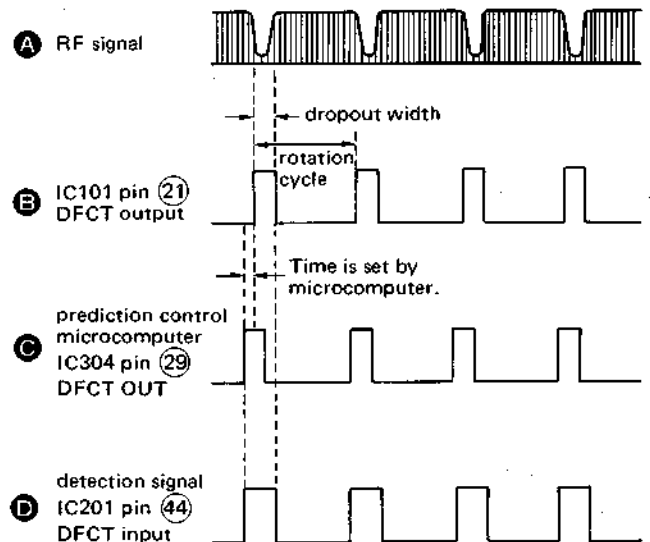 A RF signal
dropout width
rotation
cycle
B IC101 pin 21
DFCT output
Time is set by
microcomputer.
prediction control
microcomputer
C IC304 pin 29
DFCT OUT
detection signal
D IC201 pin 44
DFCT input